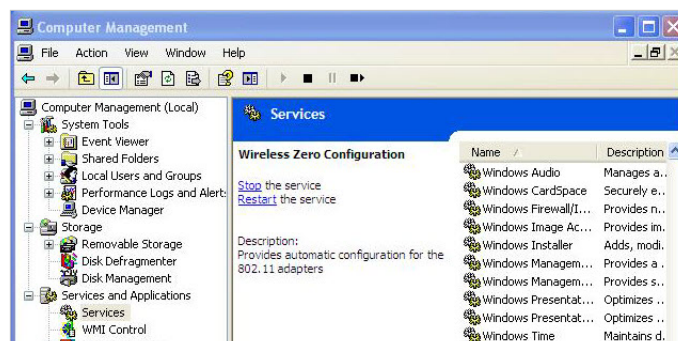 Computer Management
File Action View Window Help
Computer Management (Local)
System Tools
Event Viewer
Shared Folders
Local Users and Groups
Performance Logs and Alert
Device Manager
Storage
Removable Storage
Disk Defragmenter
Disk Management
Services and Applications
Services
WMI Control
Services
Wireless Zero Configuration
Stop the service
Restart the service
Description:
Provides automatic configuration for the
802.11 adapters
Name Description
Windows Audio Manages a..
Windows CardSpace Securely e..
Windows Firewall/I... Provides n..
Windows Image Ac... Provides im.
Windows Installer Adds, modi.
Windows Managem... Provides a .
Windows Managem... Provides s..
Windows Presentat... Optimizes ..
Windows Presentat... Optimizes ..
Windows Time Maintains d.